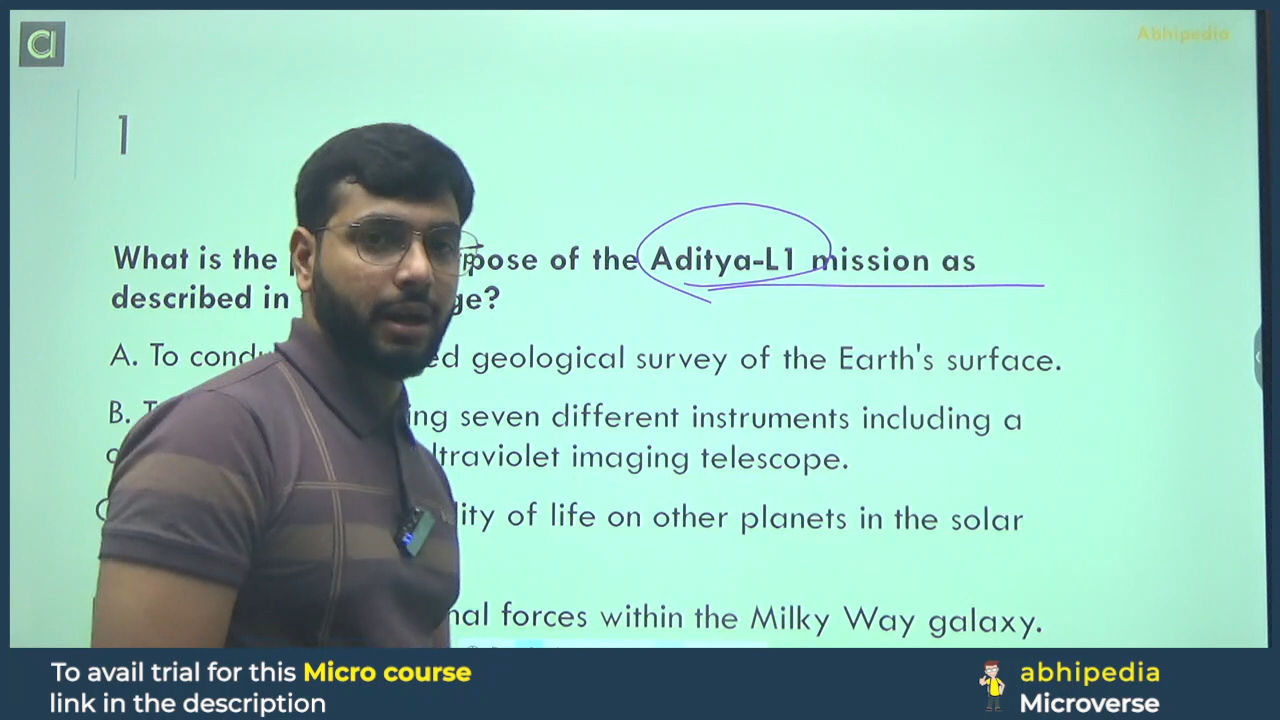 Abhipedia
1
What is the pose of the Aditya-L1 mission as
described in ge?
A. To cond ed geological survey of the Earth's surface.
B. T ing seven different instruments including a
ltraviolet imaging telescope.
lity of life on other planets in the solar
nal forces within the Milky Way galaxy.
To avail trial for this Micro course
link in the description
abhipedia
Microverse